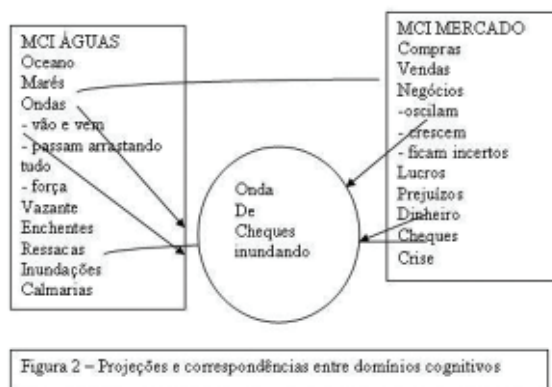 MCI ÁGUAS
Oceano
Marés
Ondas
- vão e vem
- passam arrastando
tudo
- força
Vazante
Enchentes
Ressacas
Inundações
Calmarias
Onda
De
Cheques
inundando
MCI MERCADO
Compras
Vendas
Negócios
-oscilam
- crescem
- ficam incertos
Lucros
Prejuízos
Dinheiro
Cheques
Crise
Figura 2 – Projeções e correspondências entre domínios cognitivos